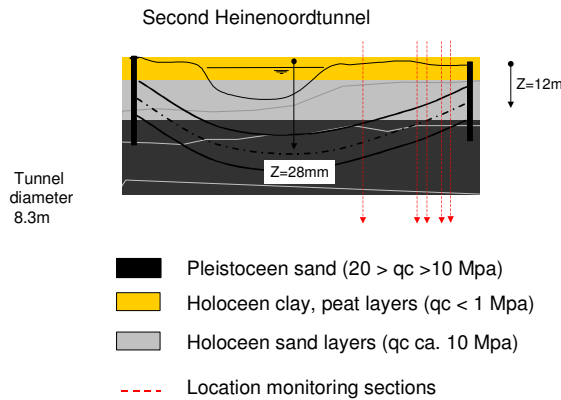 Second Heinenoordtunnel
Z=12m
Z=28mm
Tunnel
diameter
8.3m
Pleistoceen sand (20 > qc >10 Mpa)
Holoceen clay, peat layers (qc < 1 Mpa)
Holoceen sand layers (qc ca. 10 Mpa)
Location monitoring sections